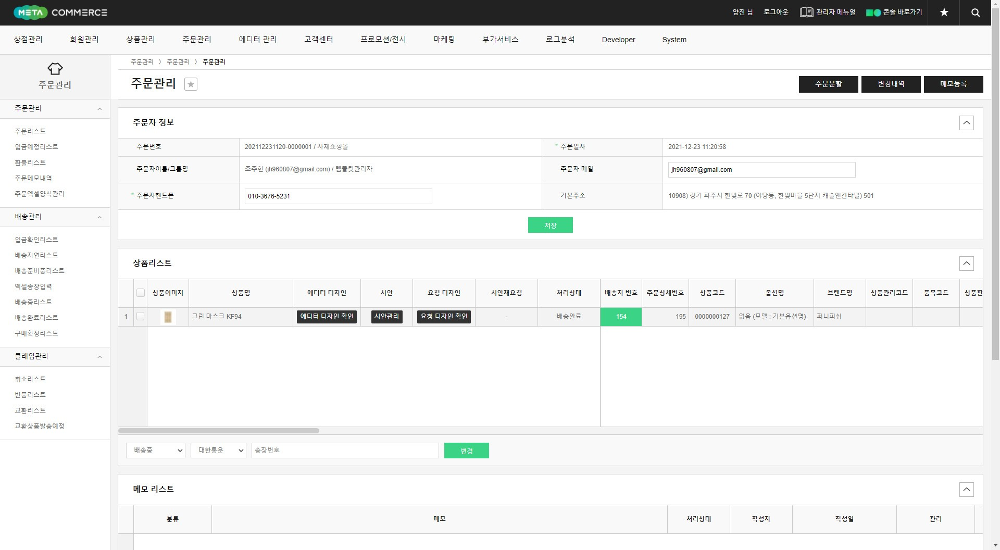 META COMMERCE
양진 님 로그아웃 관리자 메뉴얼 콘솔 바로가기
상점관리 회원관리 상품관리 주문관리 에디터 관리 고객센터 프로모션/전시 마케팅 부가서비스 로그분석 Developer System
주문관리
주문관리
주문리스트
입금예정리스트
환불리스트
주문메모내역
주문엑셀양식관리
배송관리
입금확인리스트
배송지연리스트
배송준비중리스트
엑셀송장입력
배송중리스트
배송완료리스트
구매확정리스트
클래임관리
취소리스트
반품리스트
교환리스트
교환상품발송예정
주문관리 > 주문관리 > 주문관리
주문관리
주문분할 변경내역 메모등록
주문자 정보
주문번호 202112231120-0000001 / 자체쇼핑몰 * 주문일자 2021-12-23 11:20:58
주문자이름/그룹명 조주현 (jh960807@gmail.com) / 템플릿관리자 주문자 메일 jh960807@gmail.com
* 주문자핸드폰 010-3676-5231 기본주소 10908) 경기 파주시 한빛로 70 (야당동, 한빛마을 5단지 캐슬앤칸타빌) 501
저장
상품리스트
상품이미지 상품명 에디터 디자인 시안 요청 디자인 시안재요청 처리상태 배송지 번호 주문상세번호 상품코드 옵션명 브랜드명 상품관리코드 품목코드 상품판
1 그린 마스크 KF94 에디터 디자인 확인 시안관리 요청 디자인 확인 - 배송완료 154 195 0000000127 없음 (모델 : 기본옵션명) 퍼니피쉬
배송중 대한통운 송장번호 변경
메모 리스트
분류 메모 처리상태 작성자 작성일 관리